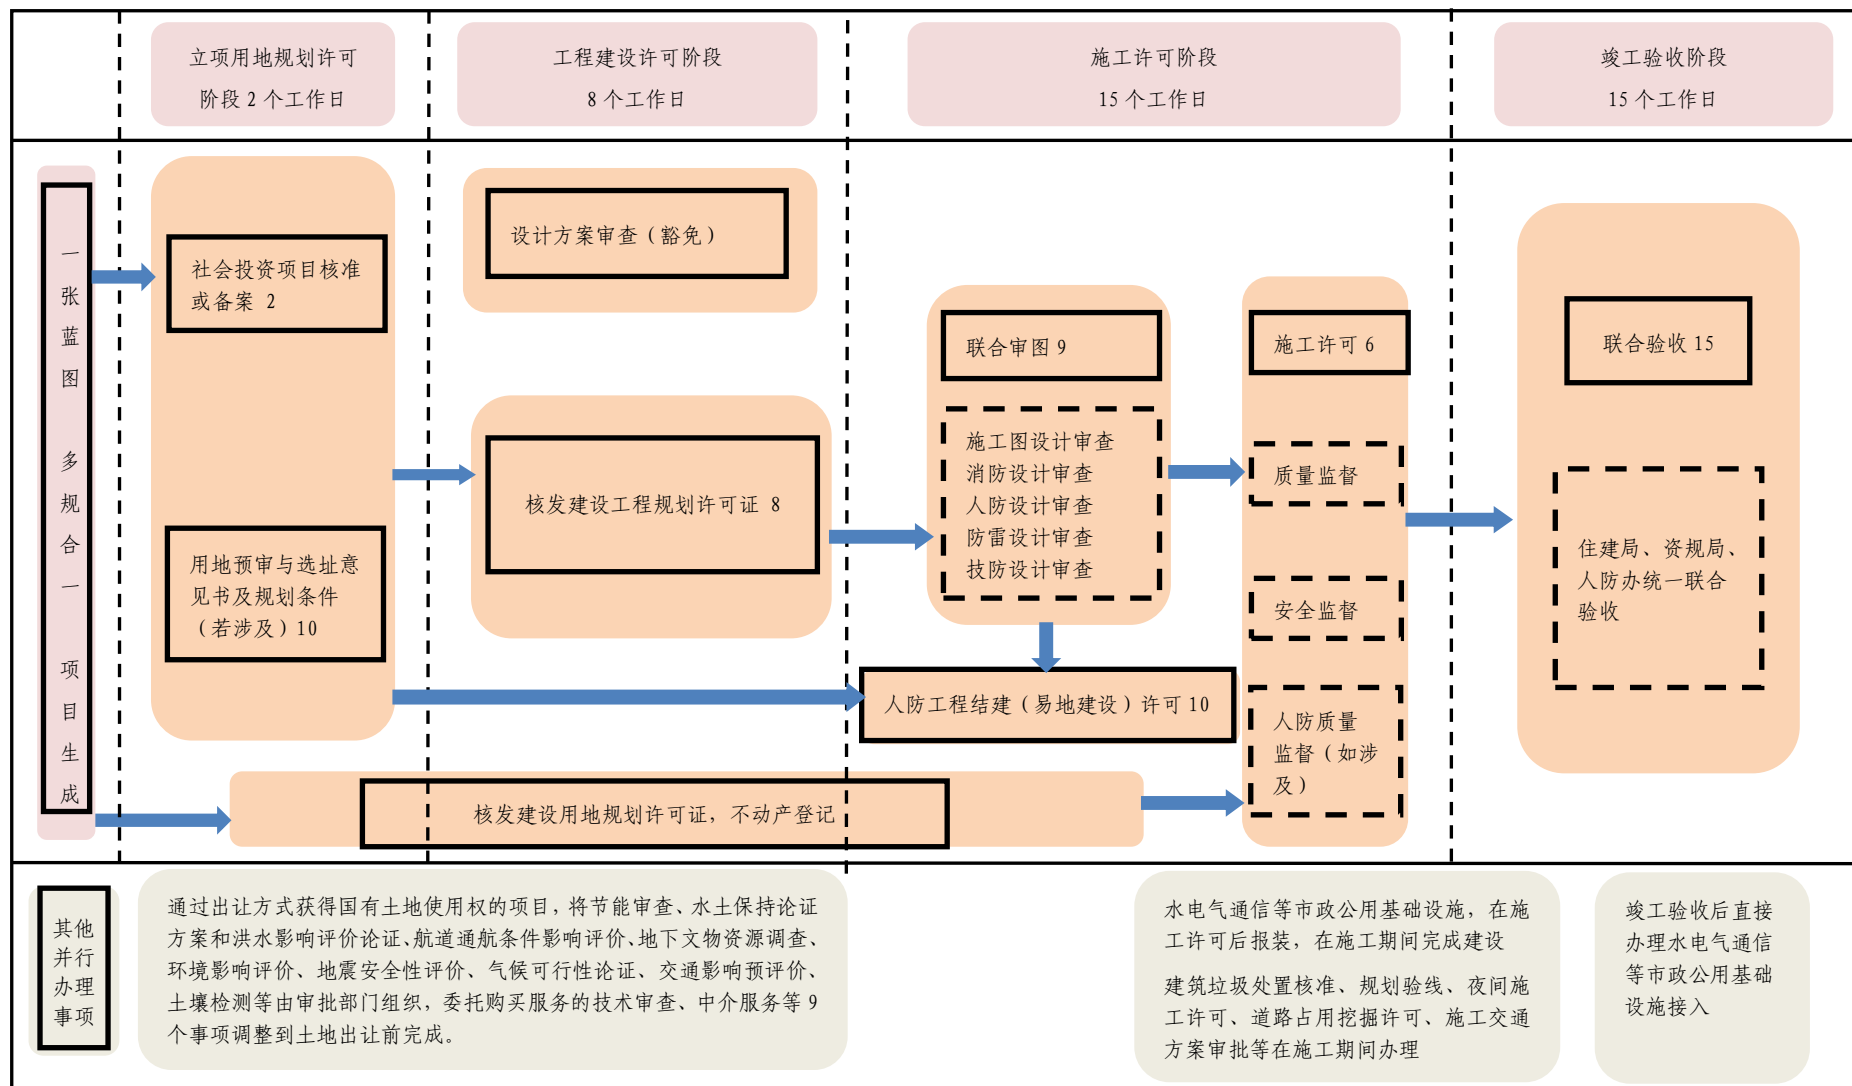 立项用地规划许可
阶段 2 个工作日
工程建设许可阶段
8 个工作日
施工许可阶段
15 个工作日
竣工验收阶段
15 个工作日
一张蓝图 多规合一 项目生成
社会投资项目核准
或备案 2
用地预审与选址意
见书及规划条件
（若涉及）10
设计方案审查（豁免）
核发建设工程规划许可证 8
联合审图 9
施工图设计审查
消防设计审查
人防设计审查
防雷设计审查
技防设计审查
人防工程结建（易地建设）许可 10
施工许可 6
质量监督
安全监督
人防质量
监督（如涉
及）
联合验收 15
住建局、资规局、
人防办统一联合
验收
核发建设用地规划许可证，不动产登记
其他
并行
办理
事项
通过出让方式获得国有土地使用权的项目，将节能审查、水土保持论证
方案和洪水影响评价论证、航道通航条件影响评价、地下文物资源调查、
环境影响评价、地震安全性评价、气候可行性论证、交通影响预评价、
土壤检测等由审批部门组织，委托购买服务的技术审查、中介服务等 9
个事项调整到土地出让前完成。
水电气通信等市政公用基础设施，在施
工许可后报装，在施工期间完成建设
建筑垃圾处置核准、规划验线、夜间施
工许可、道路占用挖掘许可、施工交通
方案审批等在施工期间办理
竣工验收后直接
办理水电气通信
等市政公用基础
设施接入